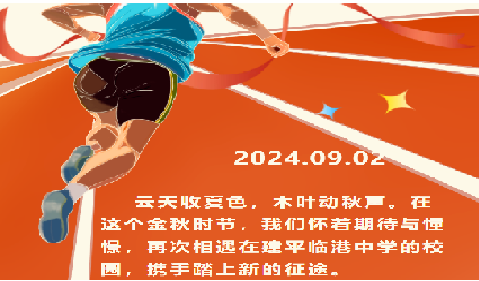 2024.09.02
云天收夏色，木叶动秋声。在
这个金秋时节，我们怀着期待与憧
憬，再次相遇在建平临港中学的校
园，携手踏上新的征途。